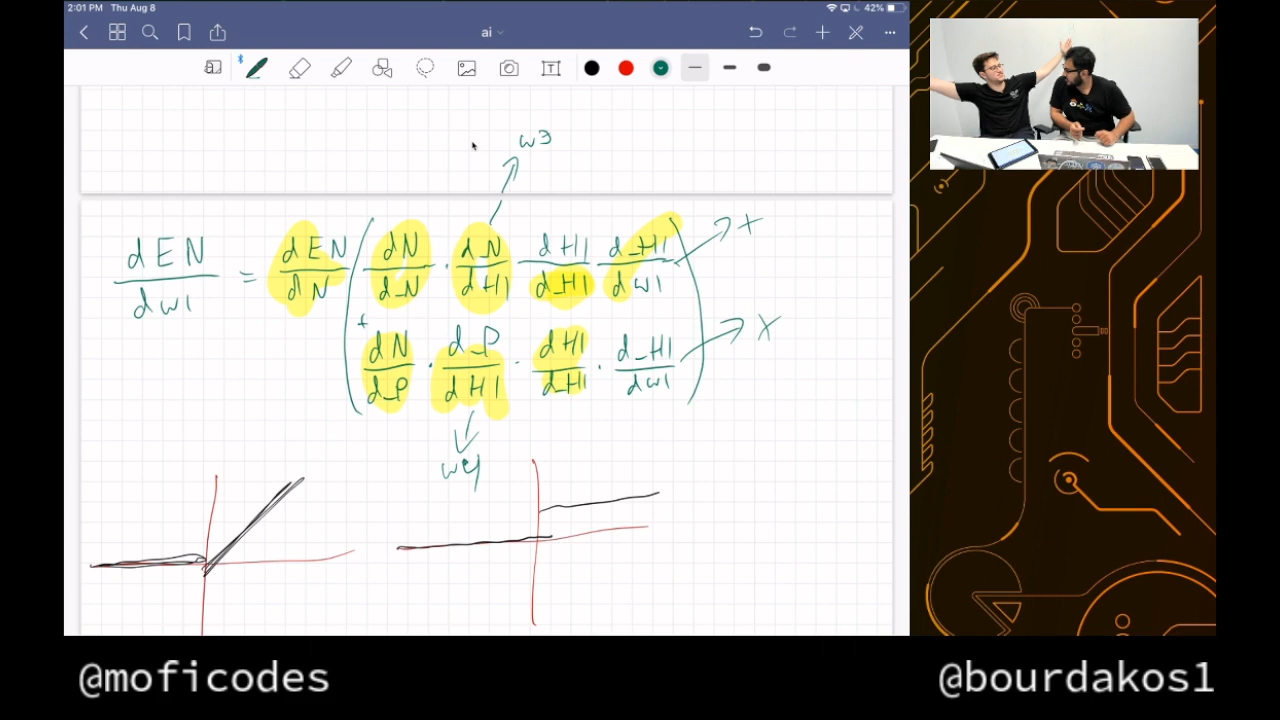 2:01 PM Thu Aug 8
42%
ai
w3
dEN/dw1 = dEN/dN ( dN/d_N · d_N/dH1 dH1/d_H1 d_H1/dw1 → X
+ dN/d_P · d_P/dH1 · dH1/d_H1 · d_H1/dw1 ) → X
w4
@moficodes
@bourdakos1